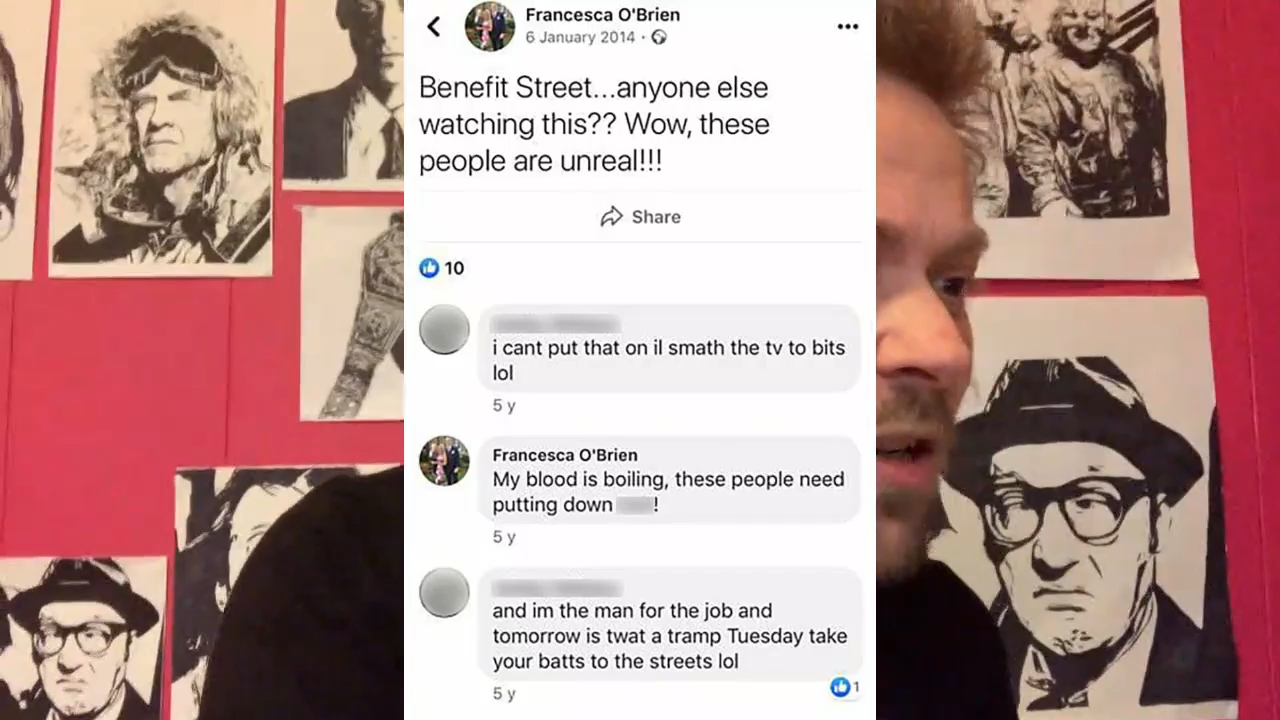 Francesca O'Brien
6 January 2014 ·
Benefit Street...anyone else
watching this?? Wow, these
people are unreal!!!
Share
10
i cant put that on il smath the tv to bits
lol
5 y
Francesca O'Brien
My blood is boiling, these people need
putting down !
5 y
and im the man for the job and
tomorrow is twat a tramp Tuesday take
your batts to the streets lol
5 y
1